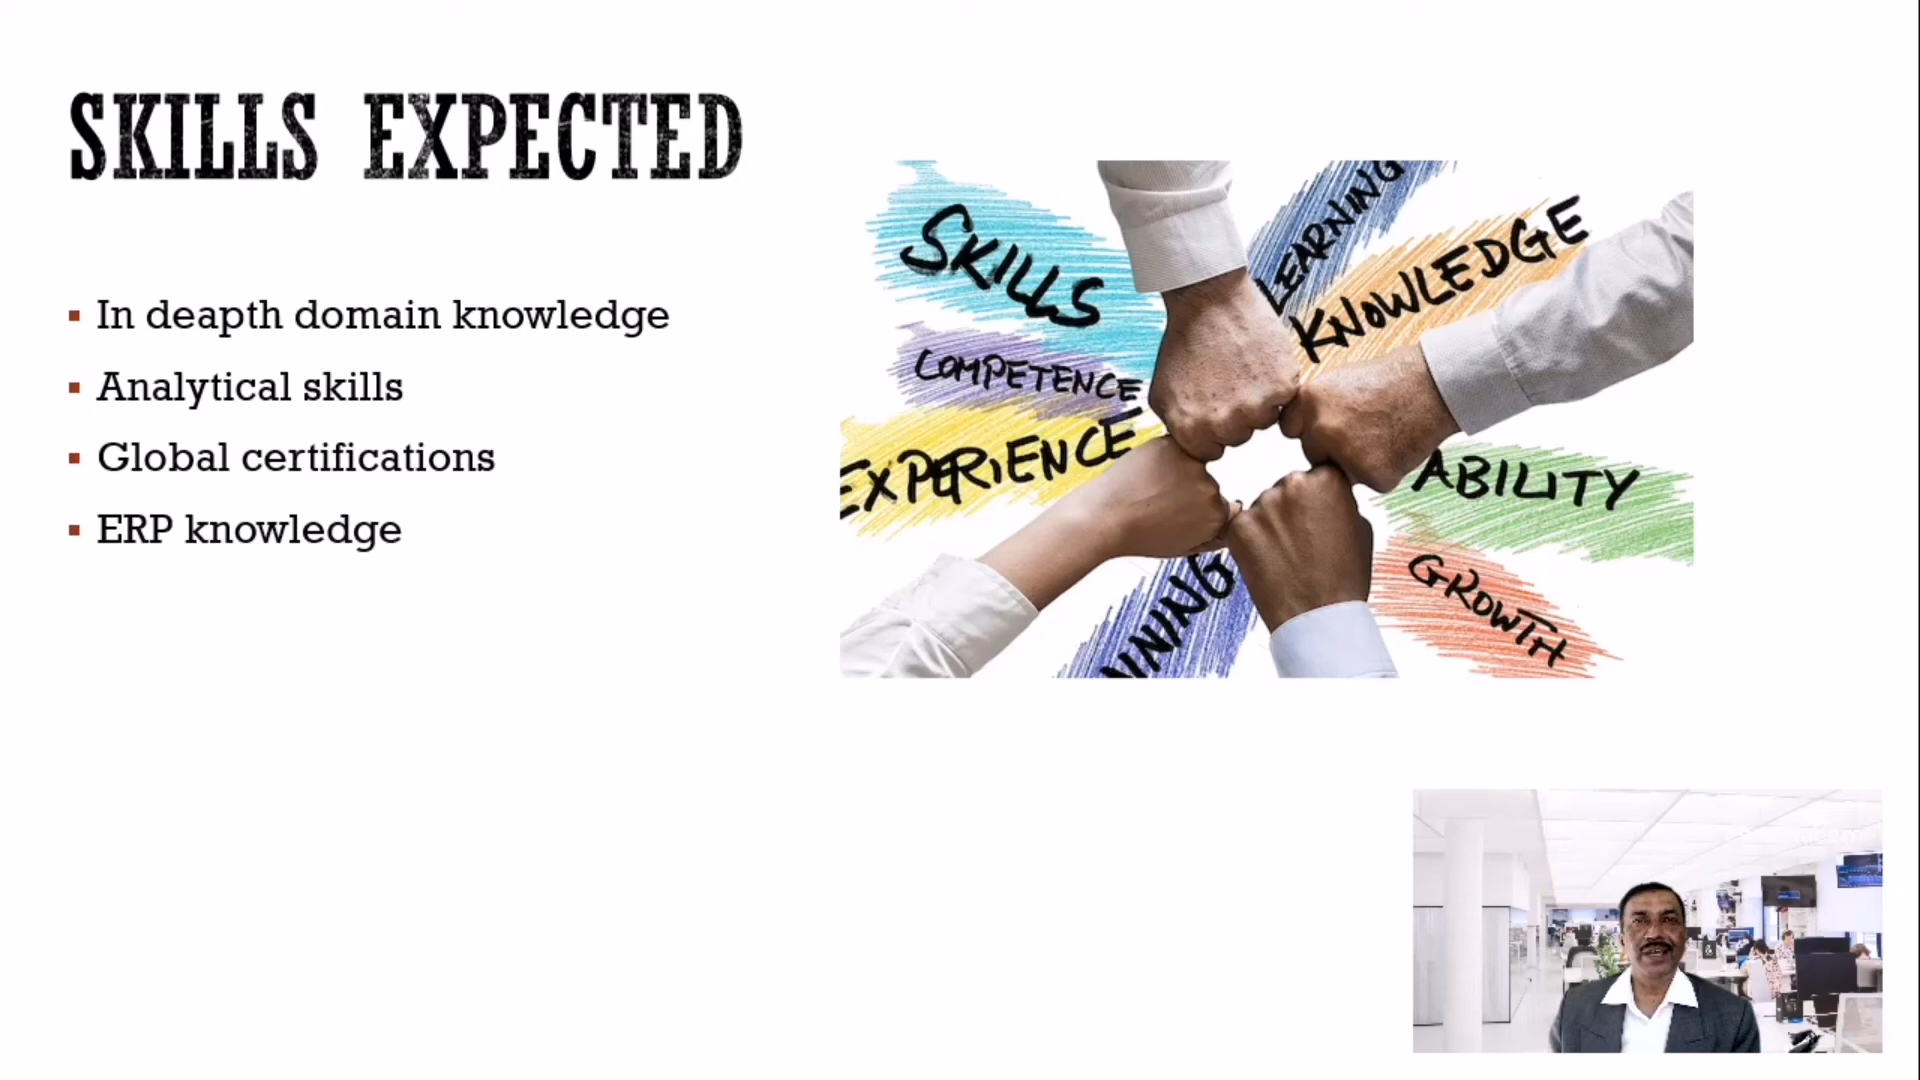 SKILLS EXPECTED
In deapth domain knowledge
Analytical skills
Global certifications
ERP knowledge
SKILLS
LEARNING
KNOWLEDGE
COMPETENCE
EXPERIENCE
ABILITY
GROWTH